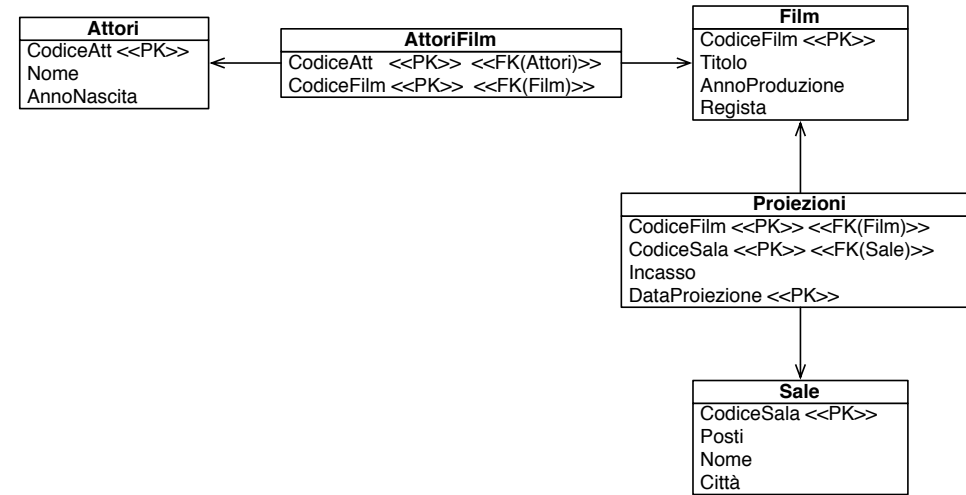 Attori
CodiceAtt <<PK>>
Nome
AnnoNascita
AttoriFilm
CodiceAtt <<PK>> <<FK(Attori)>>
CodiceFilm <<PK>> <<FK(Film)>>
Film
CodiceFilm <<PK>>
Titolo
AnnoProduzione
Regista
Proiezioni
CodiceFilm <<PK>> <<FK(Film)>>
CodiceSala <<PK>> <<FK(Sale)>>
Incasso
DataProiezione <<PK>>
Sale
CodiceSala <<PK>>
Posti
Nome
Città